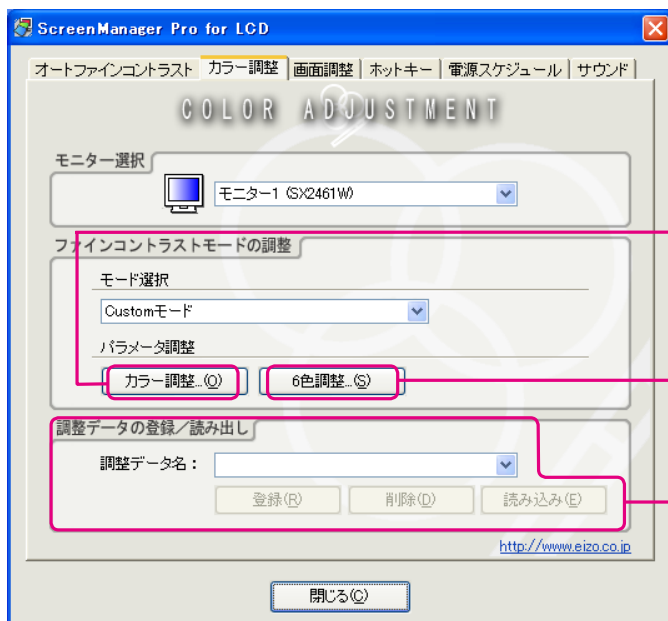 ScreenManager Pro for LCD
オートファインコントラスト カラー調整 画面調整 ホットキー 電源スケジュール サウンド
COLOR ADJUSTMENT
モニター選択
モニター1 (SX2461W)
ファインコントラストモードの調整
モード選択
Customモード
パラメータ調整
カラー調整...(O) 6色調整...(S)
調整データの登録/読み出し
調整データ名:
登録(R) 削除(D) 読み込み(E)
http://www.eizo.co.jp
閉じる(C)